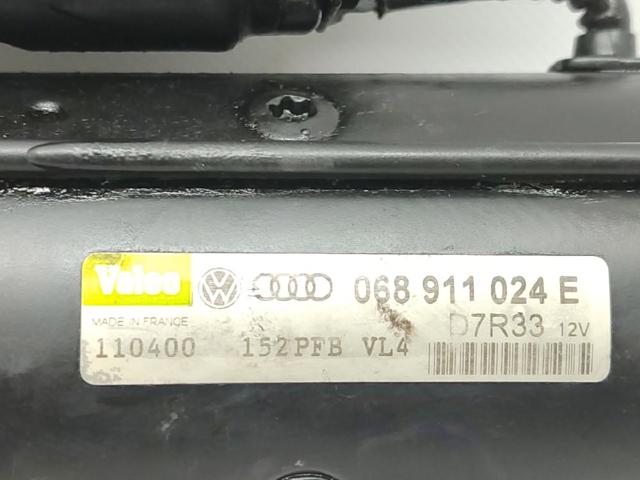 Valeo 068 911 024 E
MADE IN FRANCE D7R33 12V
110400 152PFB VL4